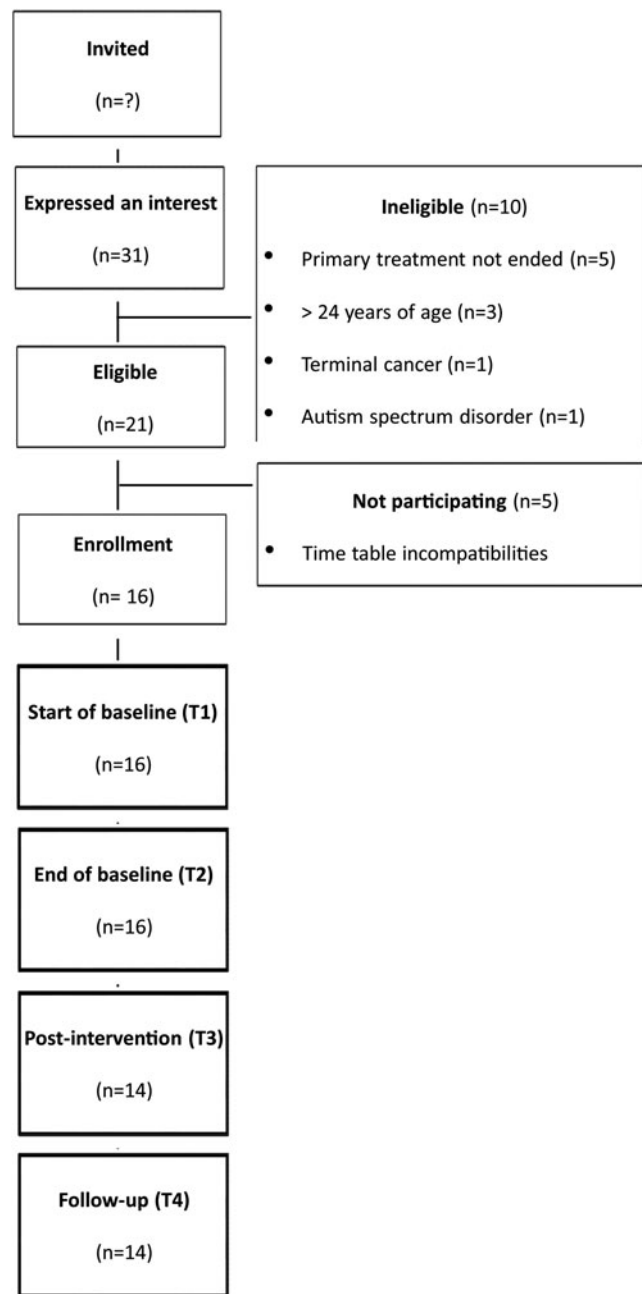 Invited
(n=?)
Expressed an interest
(n=31)
Ineligible (n=10)
• Primary treatment not ended (n=5)
• > 24 years of age (n=3)
• Terminal cancer (n=1)
• Autism spectrum disorder (n=1)
Eligible
(n=21)
Not participating (n=5)
• Time table incompatibilities
Enrollment
(n= 16)
Start of baseline (T1)
(n=16)
End of baseline (T2)
(n=16)
Post-intervention (T3)
(n=14)
Follow-up (T4)
(n=14)